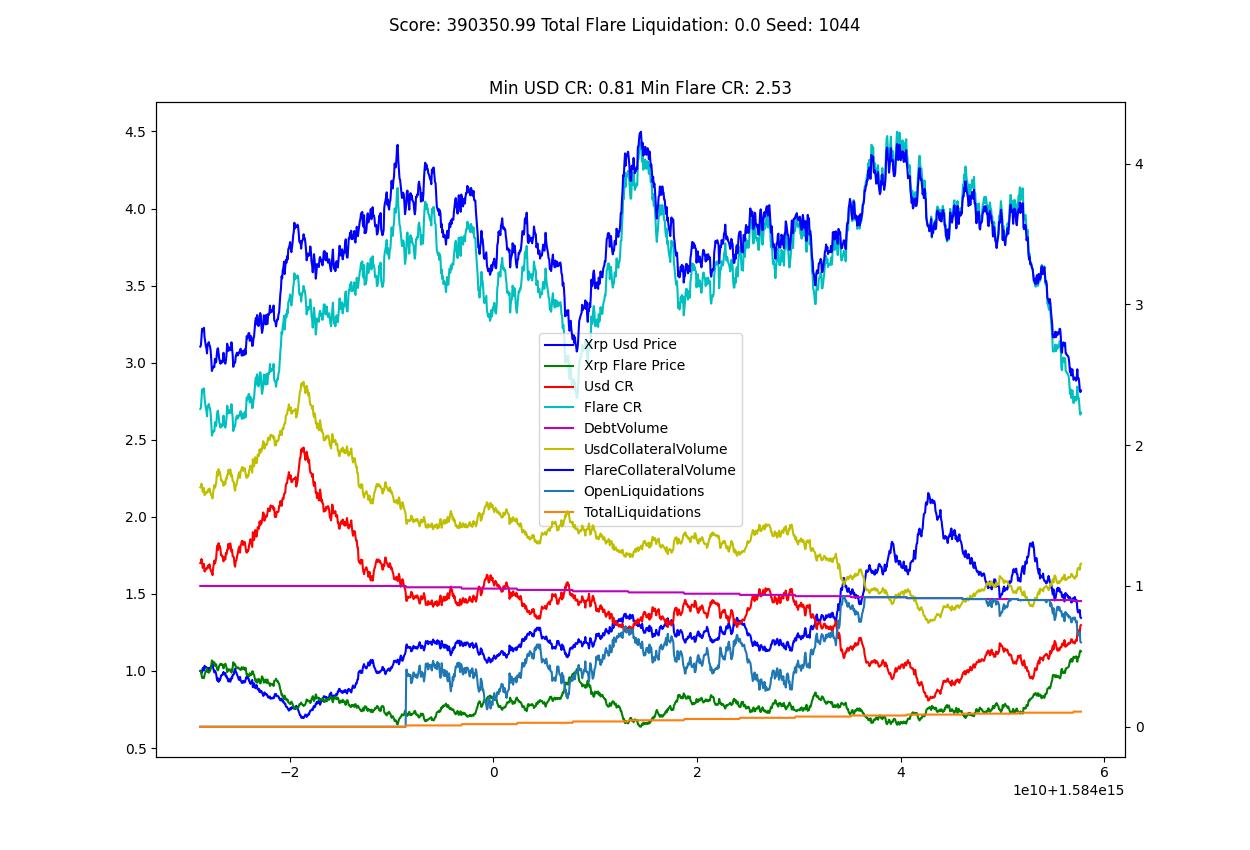 Score: 390350.99 Total Flare Liquidation: 0.0 Seed: 1044
Min USD CR: 0.81 Min Flare CR: 2.53
4.5
4.0
3.5
3.0
2.5
2.0
1.5
1.0
0.5
4
3
2
1
0
Xrp Usd Price
Xrp Flare Price
Usd CR
Flare CR
DebtVolume
UsdCollateralVolume
FlareCollateralVolume
OpenLiquidations
TotalLiquidations
−2 0 2 4 6
1e10+1.584e15